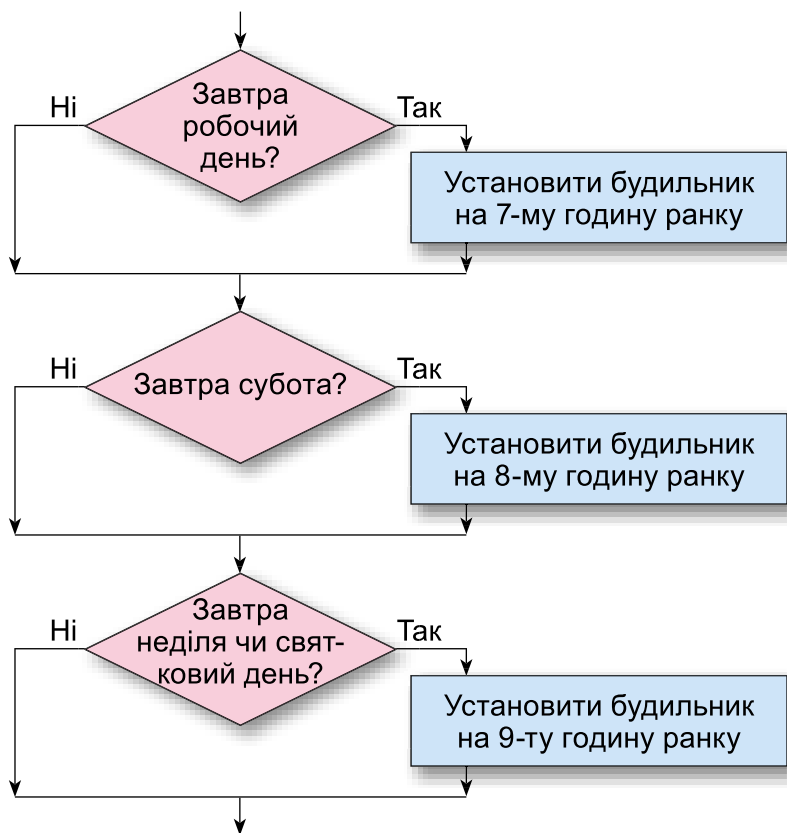 Завтра
робочий
день?
Ні
Так
Установити будильник
на 7-му годину ранку
Завтра субота?
Ні
Так
Установити будильник
на 8-му годину ранку
Завтра
неділя чи свят-
ковий день?
Ні
Так
Установити будильник
на 9-ту годину ранку